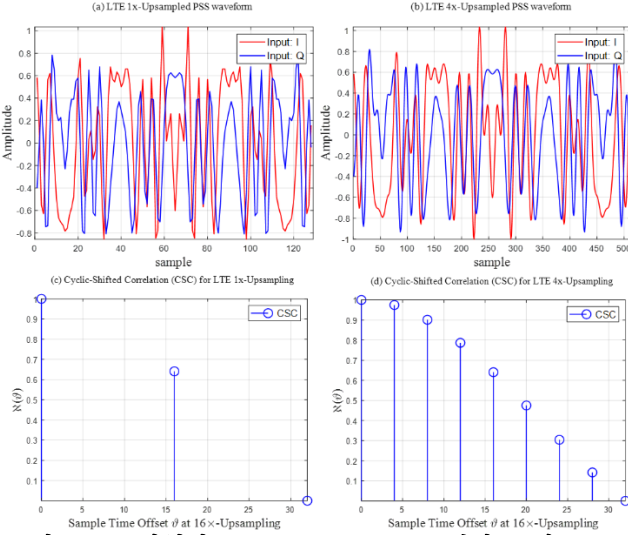 (a) LTE 1x-Upsampled PSS waveform
Input: I
Input: Q
Amplitude
0.8
0.6
0.4
0.2
0
-0.2
-0.4
-0.6
-0.8
0 20 40 60 80 100 120
sample
(b) LTE 4x-Upsampled PSS waveform
Input: I
Input: Q
Amplitude
1
0.8
0.6
0.4
0.2
0
-0.2
-0.4
-0.6
-0.8
-1
0 50 100 150 200 250 300 350 400 450 500
sample
(c) Cyclic-Shifted Correlation (CSC) for LTE 1x-Upsampling
CSC
ℵ(ϑ)
1
0.9
0.8
0.7
0.6
0.5
0.4
0.3
0.2
0.1
0 5 10 15 20 25 30
Sample Time Offset ϑ at 16×-Upsampling
(d) Cyclic-Shifted Correlation (CSC) for LTE 4x-Upsampling
CSC
ℵ(ϑ)
1
0.9
0.8
0.7
0.6
0.5
0.4
0.3
0.2
0.1
0 5 10 15 20 25 30
Sample Time Offset ϑ at 16×-Upsampling